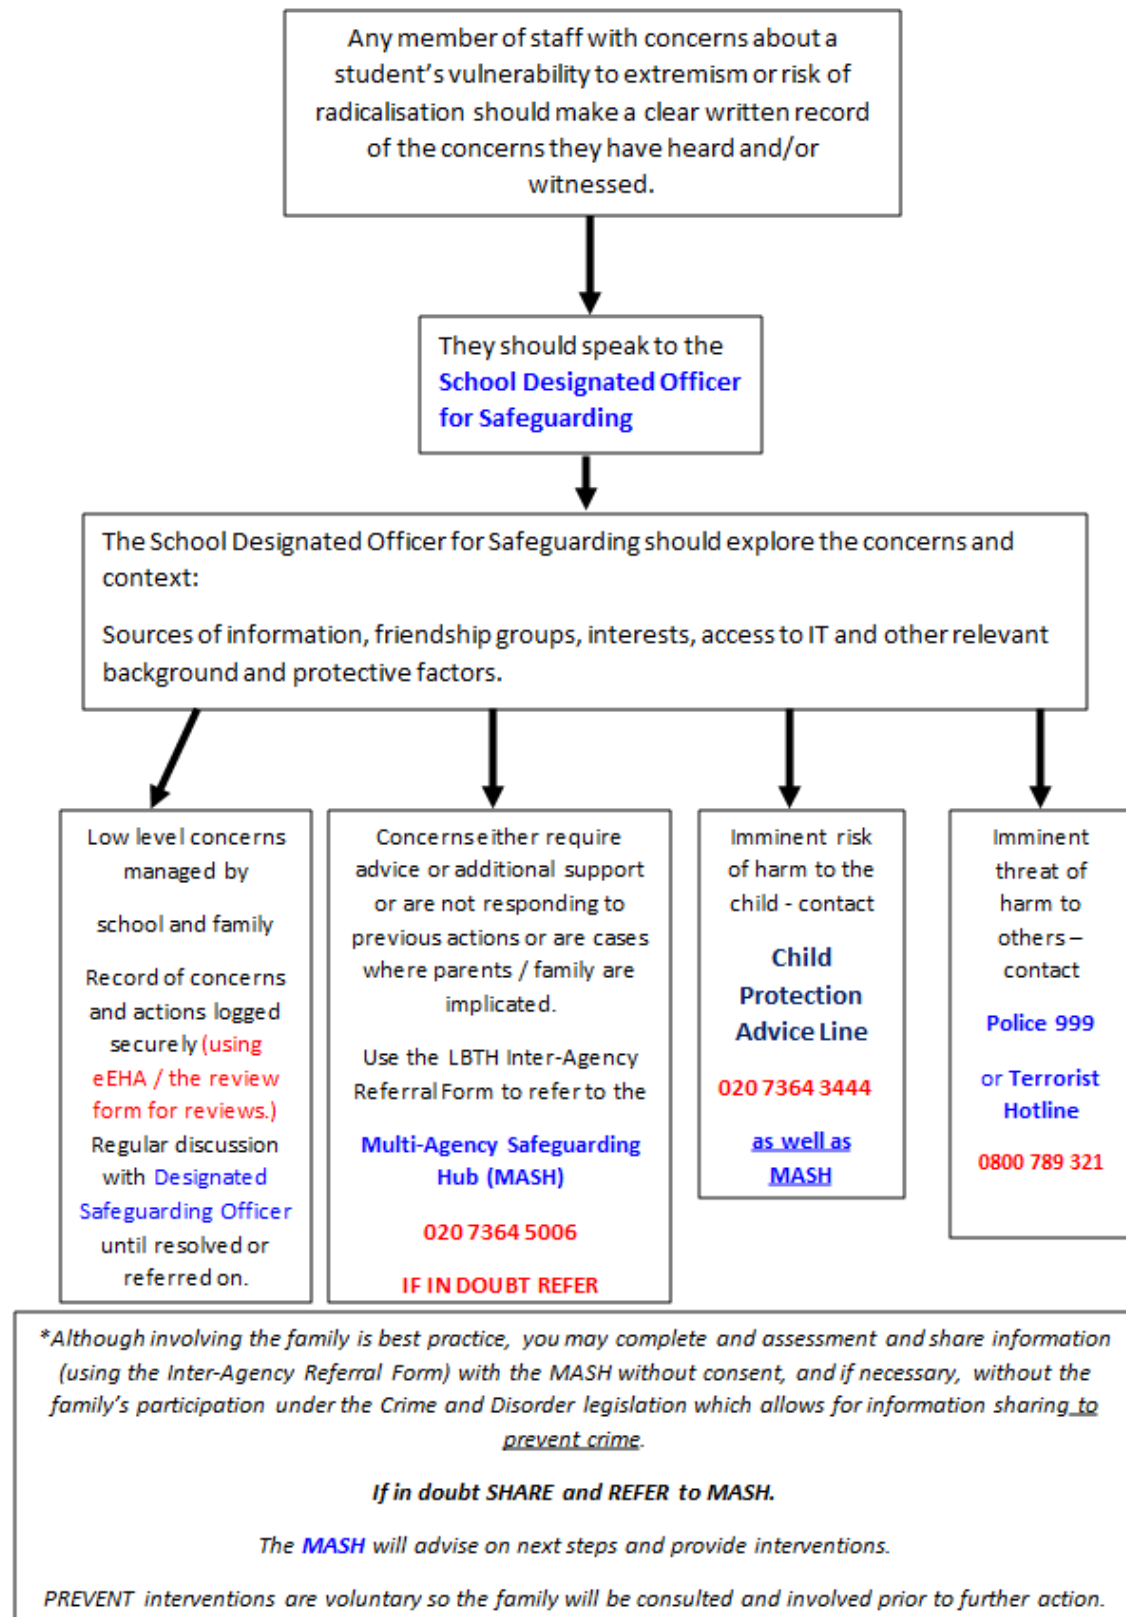 Any member of staff with concerns about a
student's vulnerability to extremism or risk of
radicalisation should make a clear written record
of the concerns they have heard and/or
witnessed.
They should speak to the
School Designated Officer
for Safeguarding
The School Designated Officer for Safeguarding should explore the concerns and
context:
Sources of information, friendship groups, interests, access to IT and other relevant
background and protective factors.
Low level concerns
managed by
school and family
Record of concerns
and actions logged
securely (using
eEHA / the review
form for reviews.)
Regular discussion
with Designated
Safeguarding Officer
until resolved or
referred on.
Concerns either require
advice or additional support
or are not responding to
previous actions or are cases
where parents / family are
implicated.
Use the LBTH Inter-Agency
Referral Form to refer to the
Multi-Agency Safeguarding
Hub (MASH)
020 7364 5006
IF IN DOUBT REFER
Imminent risk
of harm to the
child - contact
Child
Protection
Advice Line
020 7364 3444
as well as
MASH
Imminent
threat of
harm to
others –
contact
Police 999
or Terrorist
Hotline
0800 789 321
*Although involving the family is best practice, you may complete and assessment and share information
(using the Inter-Agency Referral Form) with the MASH without consent, and if necessary, without the
family's participation under the Crime and Disorder legislation which allows for information sharing to
prevent crime.
If in doubt SHARE and REFER to MASH.
The MASH will advise on next steps and provide interventions.
PREVENT interventions are voluntary so the family will be consulted and involved prior to further action.